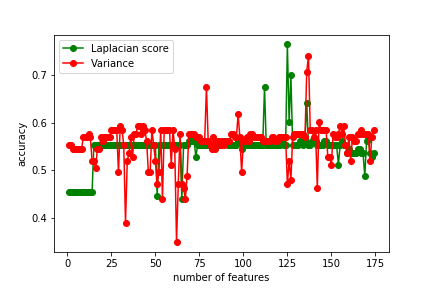 Laplacian score
Variance
accuracy
0.7
0.6
0.5
0.4
0 25 50 75 100 125 150 175
number of features